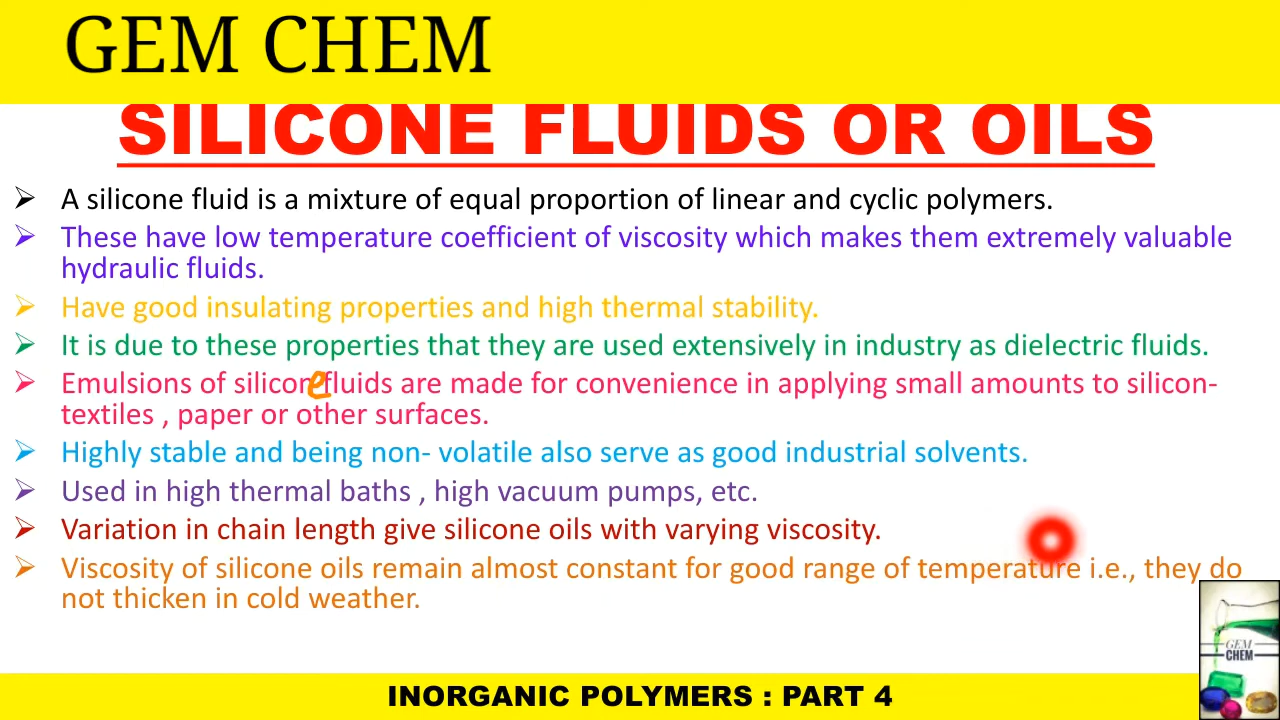 GEM CHEM
SILICONE FLUIDS OR OILS
➢ A silicone fluid is a mixture of equal proportion of linear and cyclic polymers.
➢ These have low temperature coefficient of viscosity which makes them extremely valuable
hydraulic fluids.
➢ Have good insulating properties and high thermal stability.
➢ It is due to these properties that they are used extensively in industry as dielectric fluids.
➢ Emulsions of silicone fluids are made for convenience in applying small amounts to silicon-
textiles , paper or other surfaces.
➢ Highly stable and being non- volatile also serve as good industrial solvents.
➢ Used in high thermal baths , high vacuum pumps, etc.
➢ Variation in chain length give silicone oils with varying viscosity.
➢ Viscosity of silicone oils remain almost constant for good range of temperature i.e., they do
not thicken in cold weather.
GEM
CHEM
INORGANIC POLYMERS : PART 4